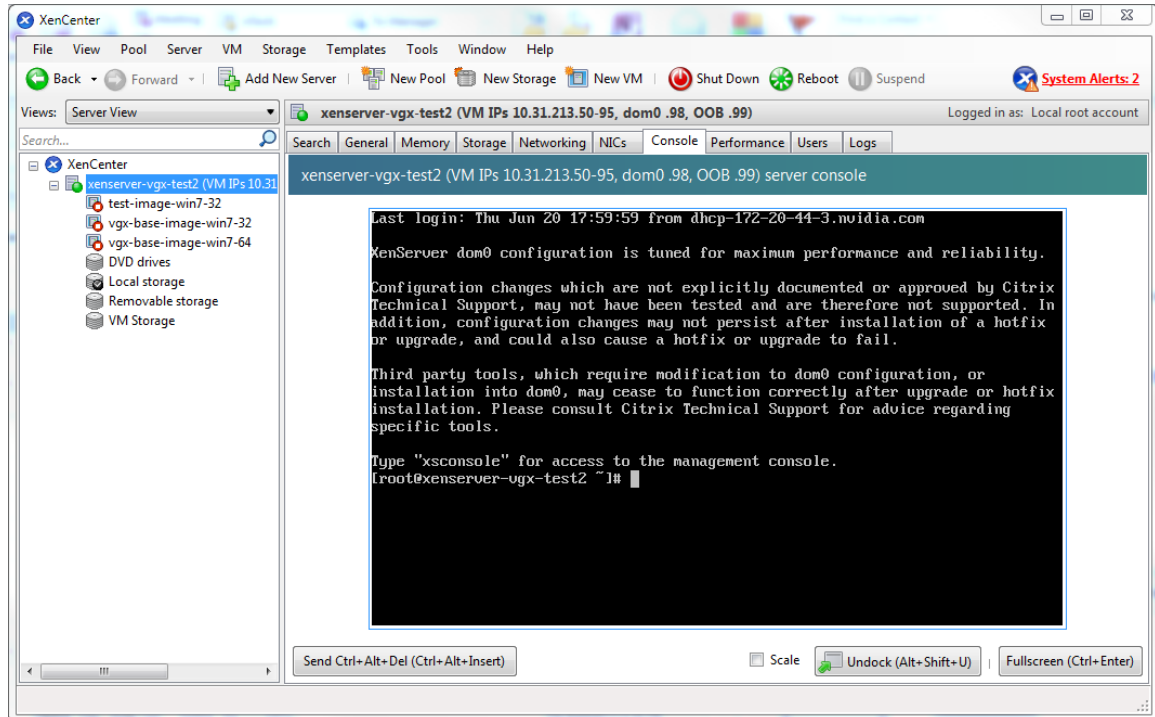 XenCenter
File View Pool Server VM Storage Templates Tools Window Help
Back Forward Add New Server New Pool New Storage New VM Shut Down Reboot Suspend System Alerts: 2
Views: Server View
xenserver-vgx-test2 (VM IPs 10.31.213.50-95, dom0 .98, OOB .99) Logged in as: Local root account
Search...
Search General Memory Storage Networking NICs Console Performance Users Logs
XenCenter
xenserver-vgx-test2 (VM IPs 10.31
test-image-win7-32
vgx-base-image-win7-32
vgx-base-image-win7-64
DVD drives
Local storage
Removable storage
VM Storage
xenserver-vgx-test2 (VM IPs 10.31.213.50-95, dom0 .98, OOB .99) server console
Last login: Thu Jun 20 17:59:59 from dhcp-172-20-44-3.nvidia.com
XenServer dom0 configuration is tuned for maximum performance and reliability.
Configuration changes which are not explicitly documented or approved by Citrix
Technical Support, may not have been tested and are therefore not supported. In
addition, configuration changes may not persist after installation of a hotfix
or upgrade, and could also cause a hotfix or upgrade to fail.
Third party tools, which require modification to dom0 configuration, or
installation into dom0, may cease to function correctly after upgrade or hotfix
installation. Please consult Citrix Technical Support for advice regarding
specific tools.
Type "xsconsole" for access to the management console.
[root@xenserver-vgx-test2 ~]#
Send Ctrl+Alt+Del (Ctrl+Alt+Insert) Scale Undock (Alt+Shift+U) Fullscreen (Ctrl+Enter)